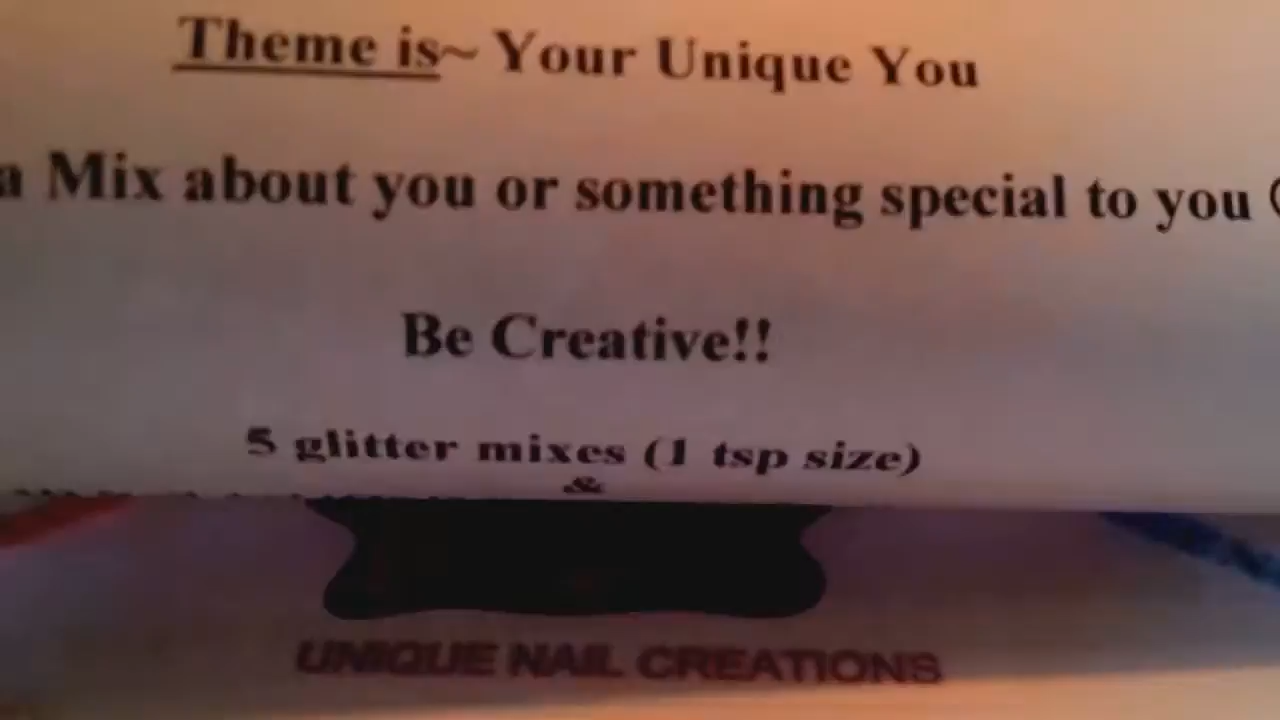 Theme is~ Your Unique You
a Mix about you or something special to you
Be Creative!!
5 glitter mixes (1 tsp size)
&
UNIQUE NAIL CREATIONS